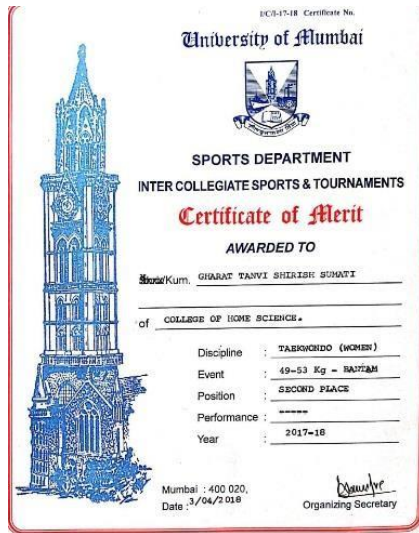 I/C/I-17-18 Certificate No.
University of Mumbai
SPORTS DEPARTMENT
INTER COLLEGIATE SPORTS & TOURNAMENTS
Certificate of Merit
AWARDED TO
/Kum. GHARAT TANVI SHIRISH SUMATI
of COLLEGE OF HOME SCIENCE.
Discipline : TAEKWONDO (WOMEN)
Event : 49-53 Kg - BANTAM
Position : SECOND PLACE
Performance : -----
Year : 2017-18
Mumbai : 400 020,
Date : 3/04/2018
Organizing Secretary